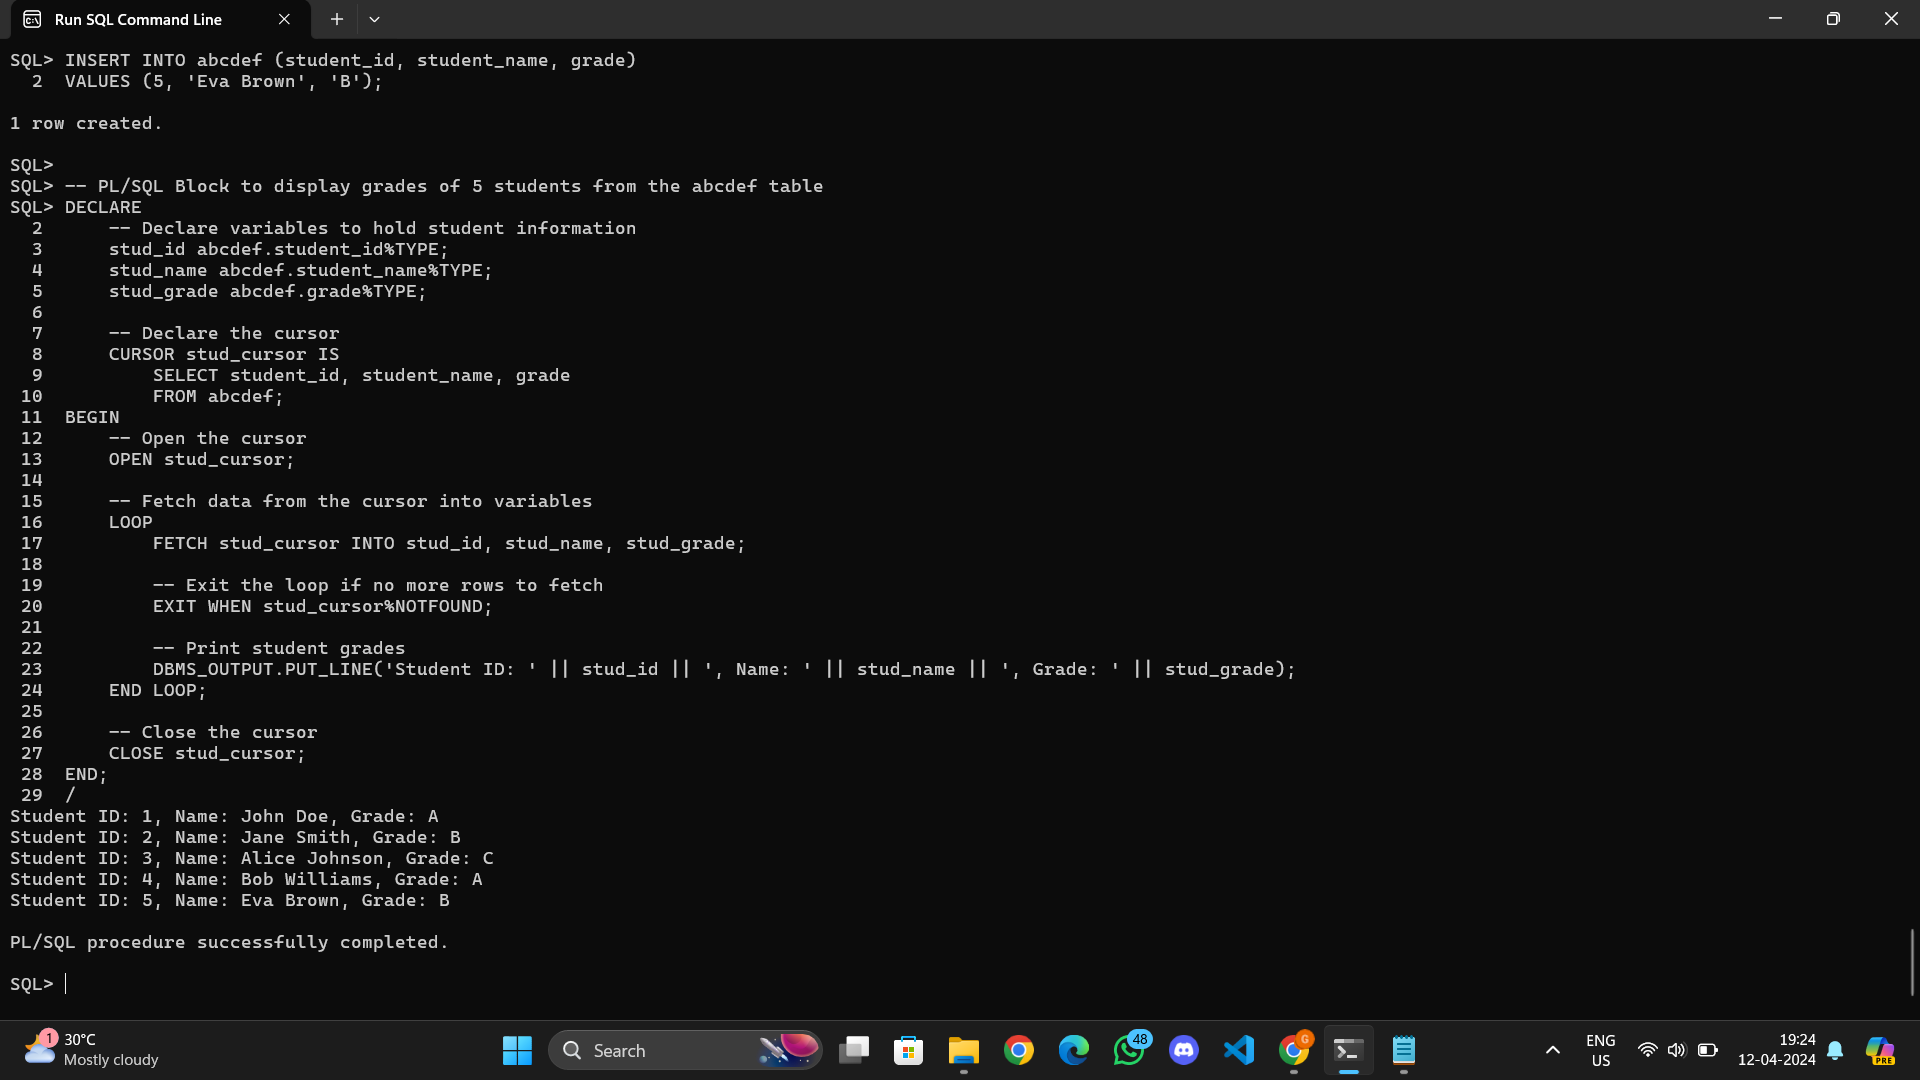 Run SQL Command Line
SQL> INSERT INTO abcdef (student_id, student_name, grade)
  2  VALUES (5, 'Eva Brown', 'B');

1 row created.

SQL>
SQL> -- PL/SQL Block to display grades of 5 students from the abcdef table
SQL> DECLARE
  2      -- Declare variables to hold student information
  3      stud_id abcdef.student_id%TYPE;
  4      stud_name abcdef.student_name%TYPE;
  5      stud_grade abcdef.grade%TYPE;
  6
  7      -- Declare the cursor
  8      CURSOR stud_cursor IS
  9          SELECT student_id, student_name, grade
 10          FROM abcdef;
 11  BEGIN
 12      -- Open the cursor
 13      OPEN stud_cursor;
 14
 15      -- Fetch data from the cursor into variables
 16      LOOP
 17          FETCH stud_cursor INTO stud_id, stud_name, stud_grade;
 18
 19          -- Exit the loop if no more rows to fetch
 20          EXIT WHEN stud_cursor%NOTFOUND;
 21
 22          -- Print student grades
 23          DBMS_OUTPUT.PUT_LINE('Student ID: ' || stud_id || ', Name: ' || stud_name || ', Grade: ' || stud_grade);
 24      END LOOP;
 25
 26      -- Close the cursor
 27      CLOSE stud_cursor;
 28  END;
 29  /
Student ID: 1, Name: John Doe, Grade: A
Student ID: 2, Name: Jane Smith, Grade: B
Student ID: 3, Name: Alice Johnson, Grade: C
Student ID: 4, Name: Bob Williams, Grade: A
Student ID: 5, Name: Eva Brown, Grade: B

PL/SQL procedure successfully completed.

SQL>
1
30°C
Mostly cloudy
Search
48
G
ENG
US
19:24
12-04-2024
PRE